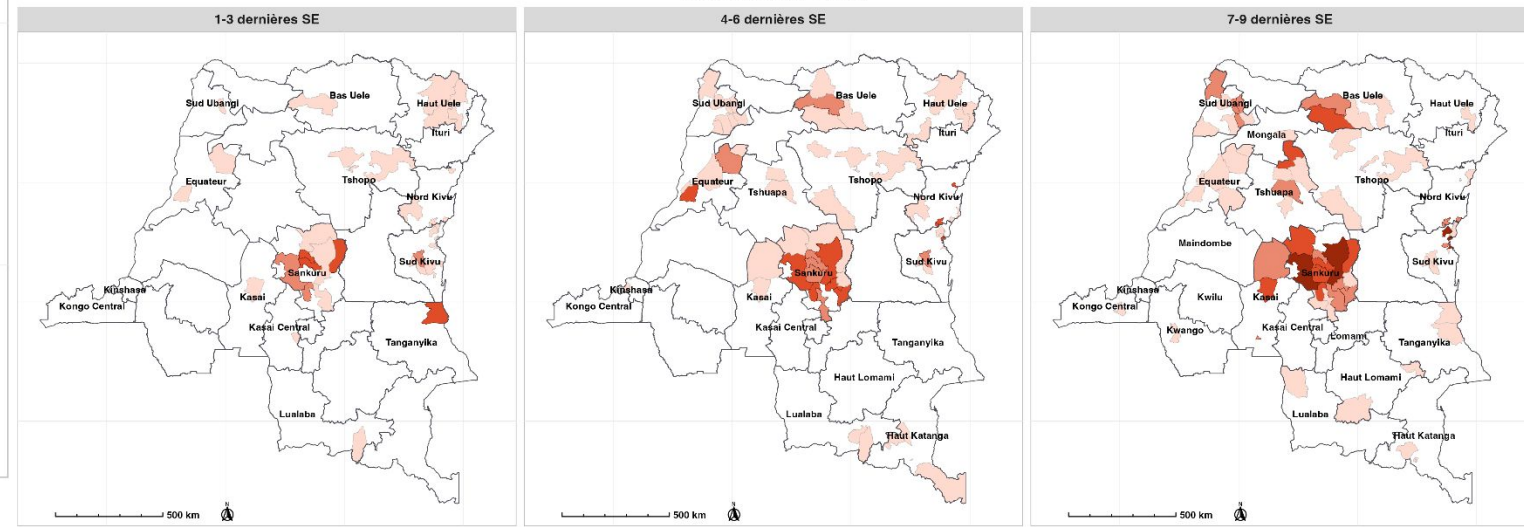 1-3 dernières SE
Sud Ubangi
Bas Uele
Haut Uele
Ituri
Equateur
Tshopo
Nord Kivu
Sankuru
Sud Kivu
Kinshasa
Kongo Central
Kasai
Kasai Central
Tanganyika
Lualaba
500 km
N
4-6 dernières SE
Sud Ubangi
Bas Uele
Haut Uele
Ituri
Equateur
Tshuapa
Tshopo
Nord Kivu
Sankuru
Sud Kivu
Kinshasa
Kongo Central
Kasai
Kasai Central
Tanganyika
Haut Lomami
Lualaba
Haut Katanga
500 km
N
7-9 dernières SE
Sud Ubangi
Bas Uele
Haut Uele
Mongala
Ituri
Equateur
Tshuapa
Tshopo
Nord Kivu
Maindombe
Sankuru
Sud Kivu
Kinshasa
Kongo Central
Kwilu
Kasai
Kwango
Kasai Central
Lomami
Tanganyika
Haut Lomami
Lualaba
Haut Katanga
500 km
N